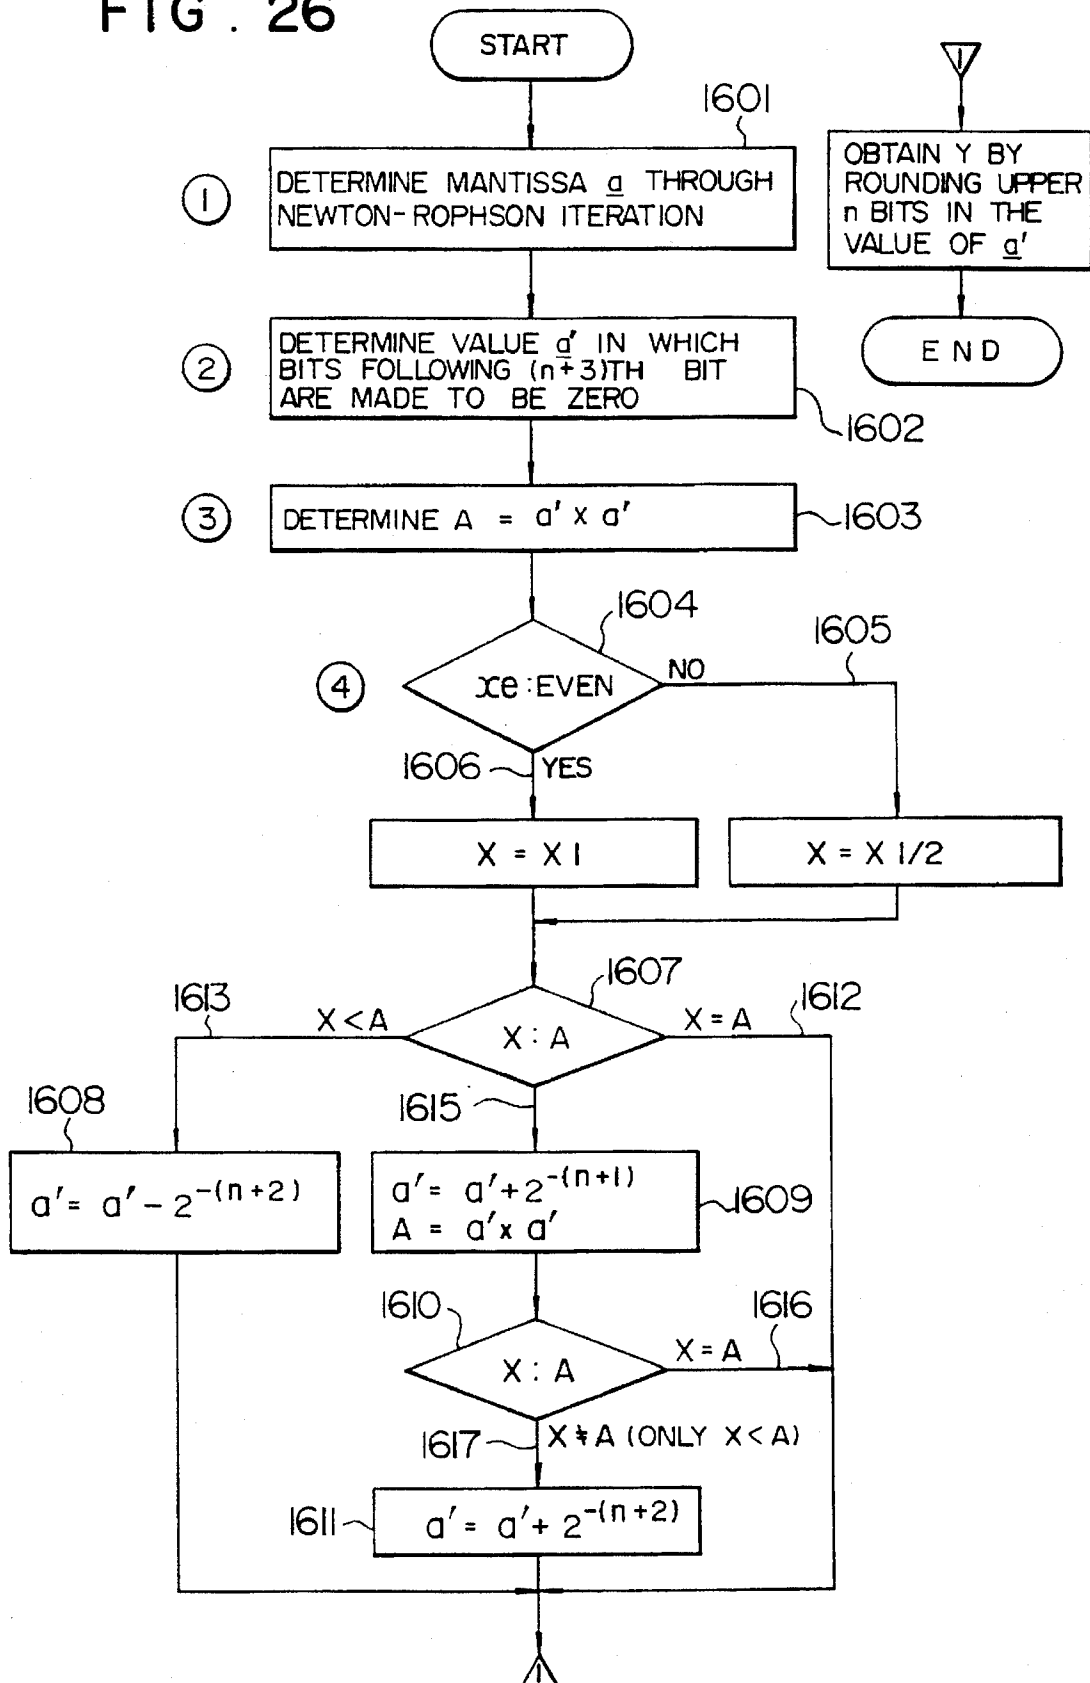 FIG. 26
START
1601
① DETERMINE MANTISSA a THROUGH
NEWTON-ROPHSON ITERATION
② DETERMINE VALUE a' IN WHICH
BITS FOLLOWING (n+3)TH BIT
ARE MADE TO BE ZERO
1602
③ DETERMINE A = a' x a'
1603
1604
④ xe:EVEN
NO
1605
1606
YES
X = X 1
X = X 1/2
1607
1613
X<A
X : A
X=A
1612
1615
1608
a' = a' - 2^-(n+2)
a' = a' + 2^-(n+1)
A = a' x a'
1609
1610
X : A
X=A
1616
1617
X ≠ A (ONLY X<A)
1611
a' = a' + 2^-(n+2)
1
1
OBTAIN Y BY
ROUNDING UPPER
n BITS IN THE
VALUE OF a'
END